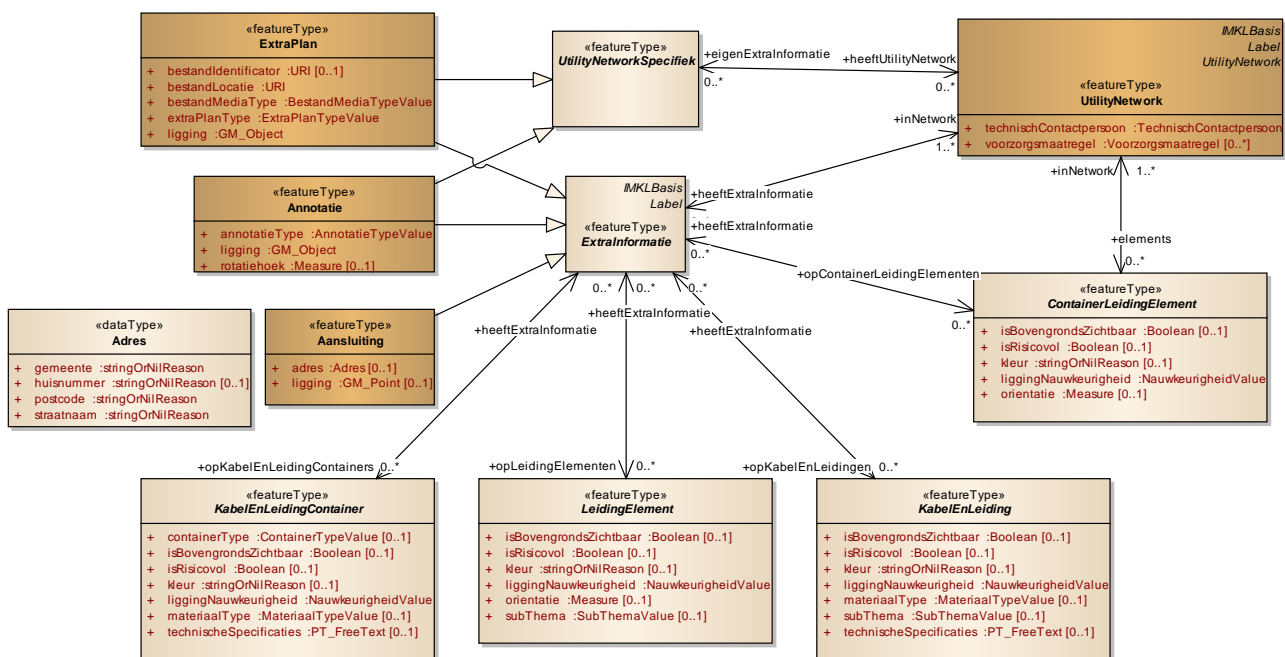 «featureType»
ExtraPlan
+ bestandIdentificator :URI [0..1]
+ bestandLocatie :URI
+ bestandMediaType :BestandMediaTypeValue
+ extraPlanType :ExtraPlanTypeValue
+ ligging :GM_Object
«featureType»
UtilityNetworkSpecifiek
+eigenExtraInformatie
0..*
+heeftUtilityNetwork
0..*
IMKLBasis
Label
UtilityNetwork
«featureType»
UtilityNetwork
+ technischContactpersoon :TechnischContactpersoon
+ voorzorgsmaatregel :Voorzorgsmaatregel [0..*]
+inNetwork
1..*
+inNetwork 1..*
«featureType»
Annotatie
+ annotatieType :AnnotatieTypeValue
+ ligging :GM_Object
+ rotatiehoek :Measure [0..1]
IMKLBasis
Label
«featureType»
ExtraInformatie
+heeftExtraInformatie
+heeftExtraInformatie
0..*
+opContainerLeidingElementen
0..*
+elements
0..*
«featureType»
ContainerLeidingElement
+ isBovengrondsZichtbaar :Boolean [0..1]
+ isRisicovol :Boolean [0..1]
+ kleur :stringOrNilReason [0..1]
+ liggingNauwkeurigheid :NauwkeurigheidValue
+ orientatie :Measure [0..1]
«dataType»
Adres
+ gemeente :stringOrNilReason
+ huisnummer :stringOrNilReason [0..1]
+ postcode :stringOrNilReason
+ straatnaam :stringOrNilReason
«featureType»
Aansluiting
+ adres :Adres [0..1]
+ ligging :GM_Point [0..1]
0..* 0..* 0..*
+heeftExtraInformatie
+heeftExtraInformatie
+heeftExtraInformatie
+opKabelEnLeidingContainers 0..*
+opLeidingElementen 0..*
+opKabelEnLeidingen 0..*
«featureType»
KabelEnLeidingContainer
+ containerType :ContainerTypeValue [0..1]
+ isBovengrondsZichtbaar :Boolean [0..1]
+ isRisicovol :Boolean [0..1]
+ kleur :stringOrNilReason [0..1]
+ liggingNauwkeurigheid :NauwkeurigheidValue
+ materiaalType :MateriaalTypeValue [0..1]
+ technischeSpecificaties :PT_FreeText [0..1]
«featureType»
LeidingElement
+ isBovengrondsZichtbaar :Boolean [0..1]
+ isRisicovol :Boolean [0..1]
+ kleur :stringOrNilReason [0..1]
+ liggingNauwkeurigheid :NauwkeurigheidValue
+ orientatie :Measure [0..1]
+ subThema :SubThemaValue [0..1]
«featureType»
KabelEnLeiding
+ isBovengrondsZichtbaar :Boolean [0..1]
+ isRisicovol :Boolean [0..1]
+ kleur :stringOrNilReason [0..1]
+ liggingNauwkeurigheid :NauwkeurigheidValue
+ materiaalType :MateriaalTypeValue [0..1]
+ subThema :SubThemaValue [0..1]
+ technischeSpecificaties :PT_FreeText [0..1]